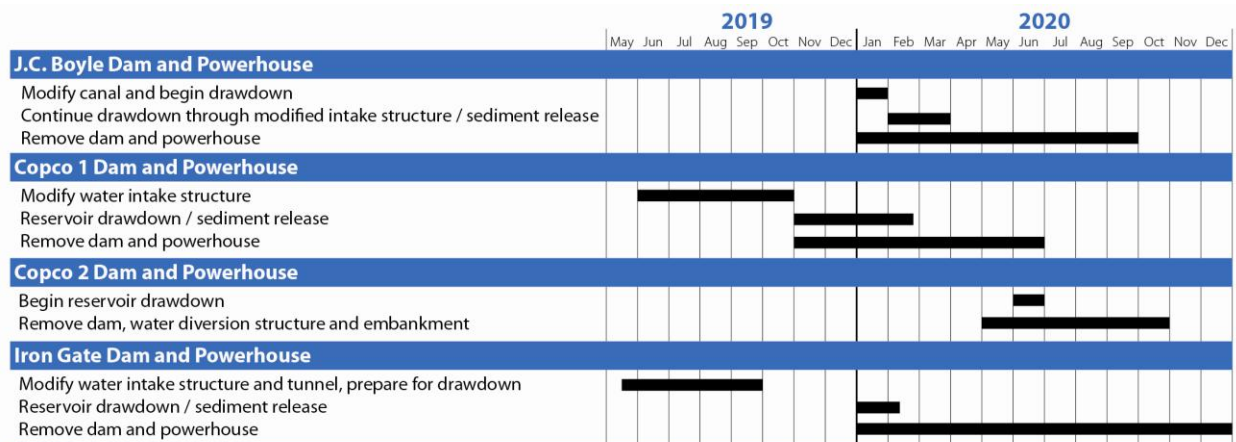 2019 2020
May Jun Jul Aug Sep Oct Nov Dec Jan Feb Mar Apr May Jun Jul Aug Sep Oct Nov Dec
J.C. Boyle Dam and Powerhouse
Modify canal and begin drawdown
Continue drawdown through modified intake structure / sediment release
Remove dam and powerhouse
Copco 1 Dam and Powerhouse
Modify water intake structure
Reservoir drawdown / sediment release
Remove dam and powerhouse
Copco 2 Dam and Powerhouse
Begin reservoir drawdown
Remove dam, water diversion structure and embankment
Iron Gate Dam and Powerhouse
Modify water intake structure and tunnel, prepare for drawdown
Reservoir drawdown / sediment release
Remove dam and powerhouse